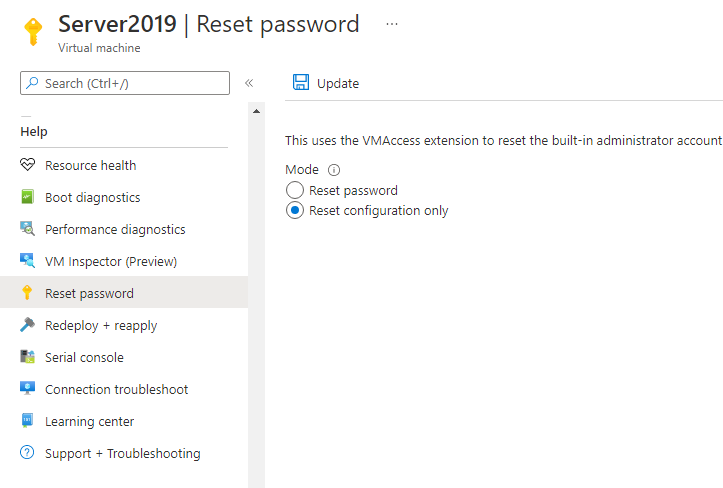 Server2019 | Reset password ...
Virtual machine
Search (Ctrl+/) «
Update
Help
This uses the VMAccess extension to reset the built-in administrator account
Resource health
Mode
Boot diagnostics
Reset password
Reset configuration only
Performance diagnostics
VM Inspector (Preview)
Reset password
Redeploy + reapply
Serial console
Connection troubleshoot
Learning center
Support + Troubleshooting